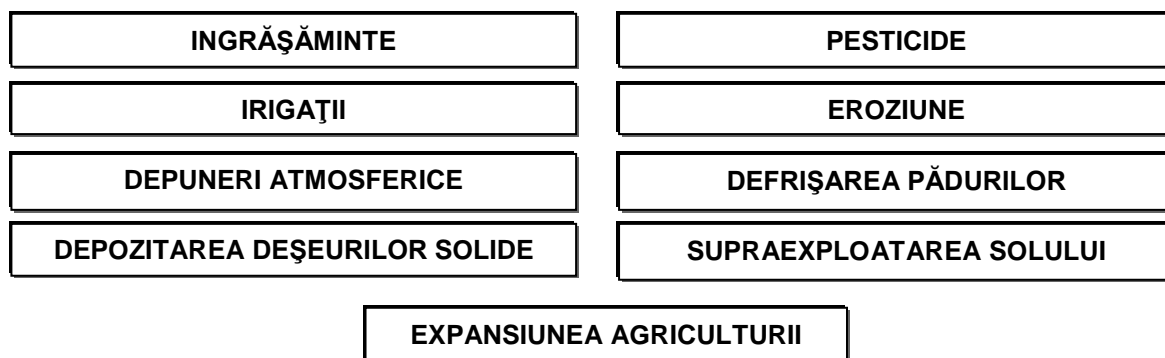 INGRĂŞĂMINTE
PESTICIDE
IRIGAŢII
EROZIUNE
DEPUNERI ATMOSFERICE
DEFRIŞAREA PĂDURILOR
DEPOZITAREA DEŞEURILOR SOLIDE
SUPRAEXPLOATAREA SOLULUI
EXPANSIUNEA AGRICULTURII